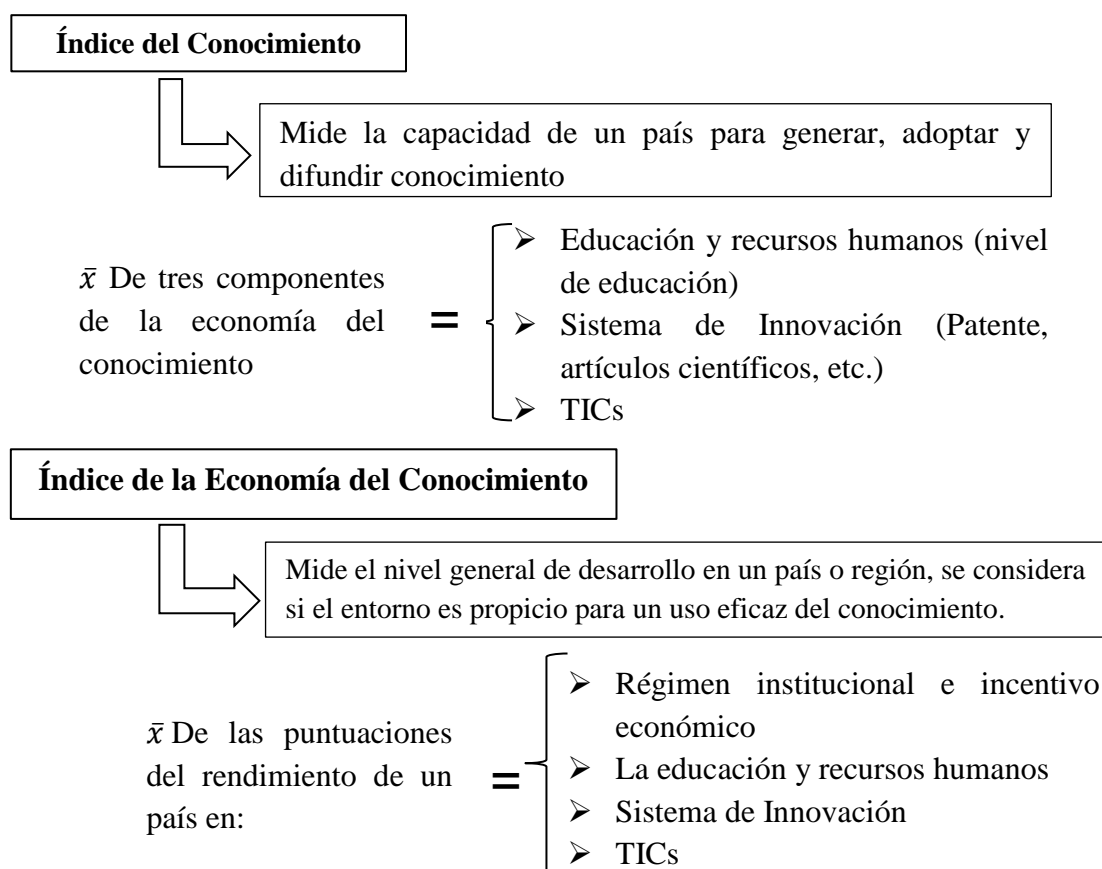 Índice del Conocimiento
Mide la capacidad de un país para generar, adoptar y
difundir conocimiento
x̄ De tres componentes
de la economía del
conocimiento
=
➢ Educación y recursos humanos (nivel
de educación)
➢ Sistema de Innovación (Patente,
artículos científicos, etc.)
➢ TICs
Índice de la Economía del Conocimiento
Mide el nivel general de desarrollo en un país o región, se considera
si el entorno es propicio para un uso eficaz del conocimiento.
x̄ De las puntuaciones
del rendimiento de un
país en:
=
➢ Régimen institucional e incentivo
económico
➢ La educación y recursos humanos
➢ Sistema de Innovación
➢ TICs